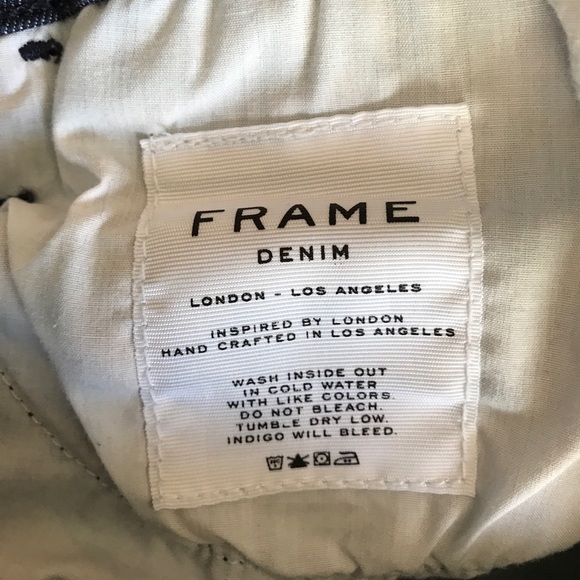 FRAME
DENIM
LONDON - LOS ANGELES
INSPIRED BY LONDON
HAND CRAFTED IN LOS ANGELES
WASH INSIDE OUT
IN COLD WATER
WITH LIKE COLORS.
DO NOT BLEACH.
TUMBLE DRY LOW.
INDIGO WILL BLEED.